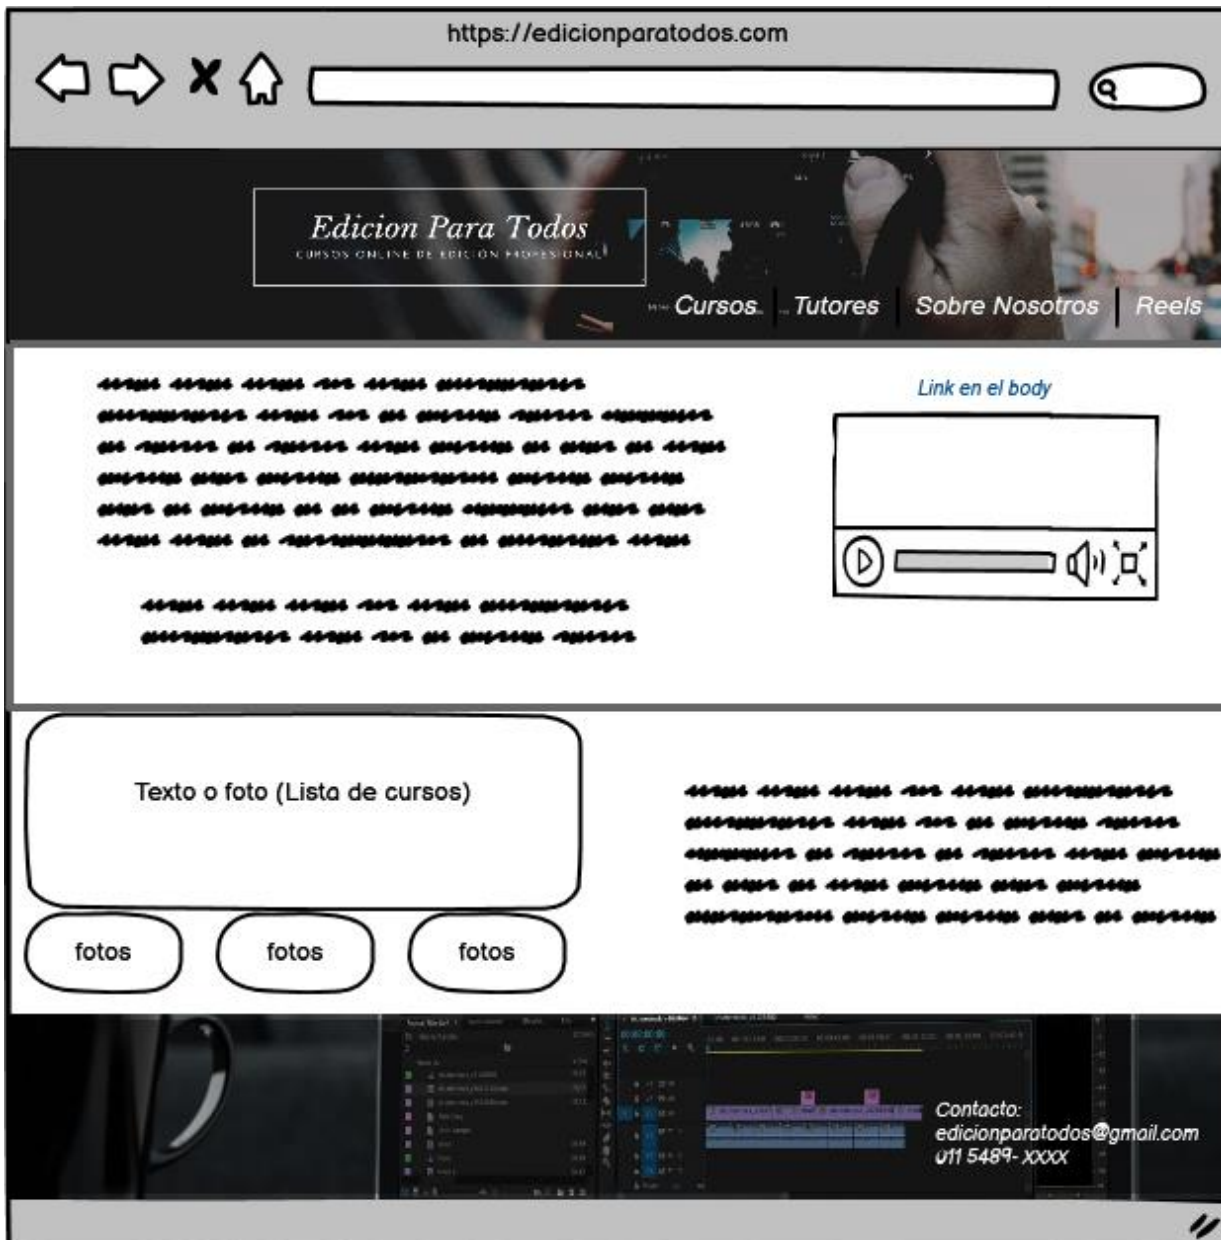 https://edicionparatodos.com
Edicion Para Todos
CURSOS ONLINE DE EDICIÓN PROFESIONAL
Cursos
Tutores
Sobre Nosotros
Reels
Link en el body
Texto o foto (Lista de cursos)
fotos
fotos
fotos
Contacto:
edicionparatodos@gmail.com
011 5489- XXXX